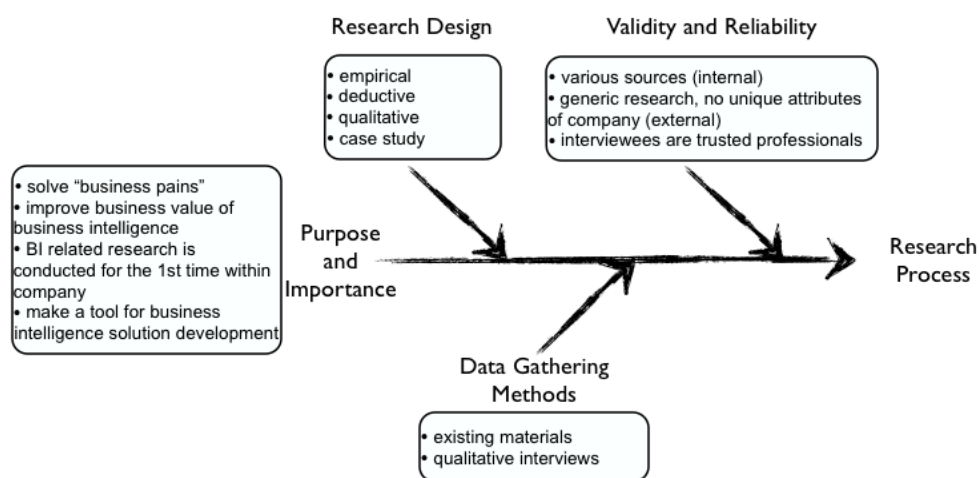 Research Design
• empirical
• deductive
• qualitative
• case study
Validity and Reliability
• various sources (internal)
• generic research, no unique attributes
of company (external)
• interviewees are trusted professionals
• solve “business pains”
• improve business value of
business intelligence
• BI related research is
conducted for the 1st time within
company
• make a tool for business
intelligence solution development
Purpose
and
Importance
Research
Process
Data Gathering
Methods
• existing materials
• qualitative interviews